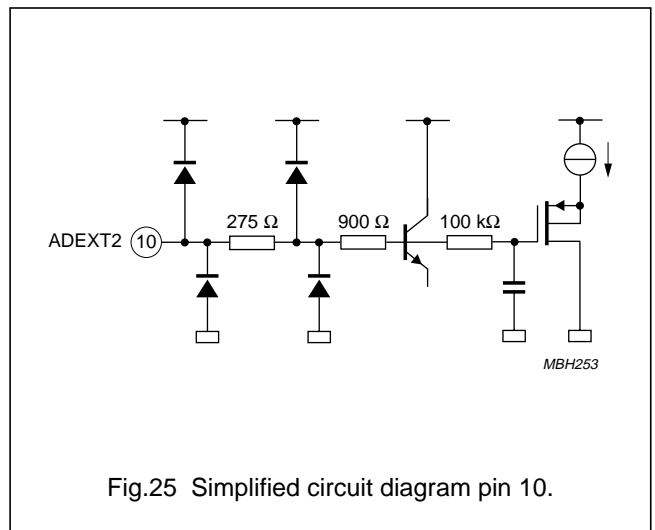 275 Ω 900 Ω 100 kΩ
ADEXT2 10
MBH253
Fig.25 Simplified circuit diagram pin 10.